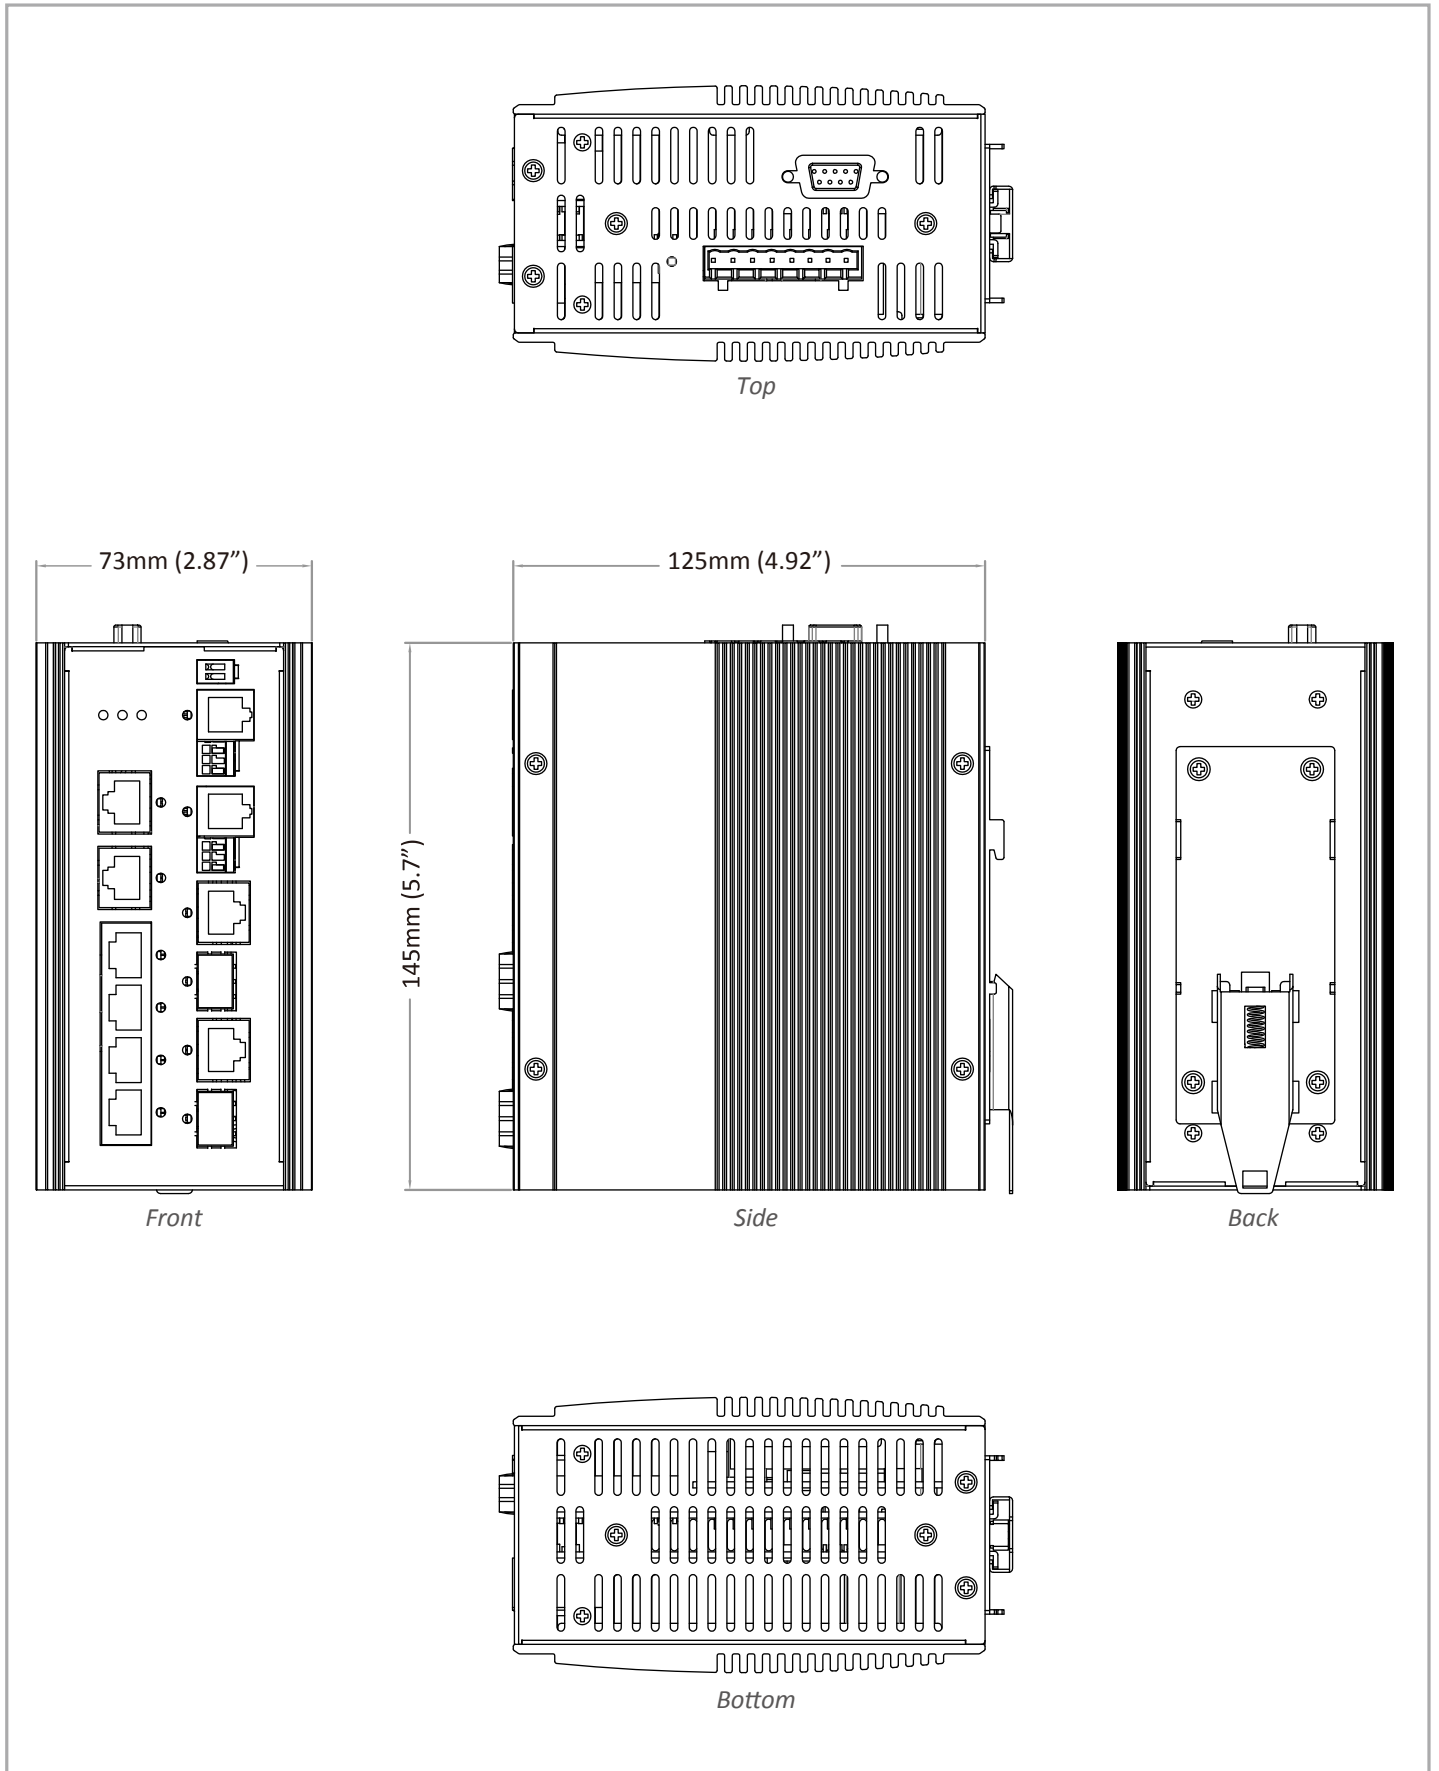 Top
73mm (2.87”)
125mm (4.92”)
145mm (5.7”)
Front
Side
Back
Bottom